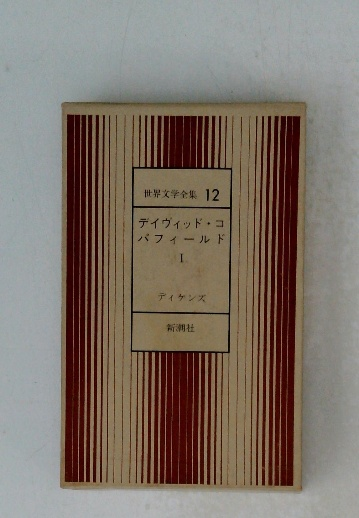 世界文学全集 12
デイヴィッド・コ
パフィールド
I
ディケンズ
新潮社